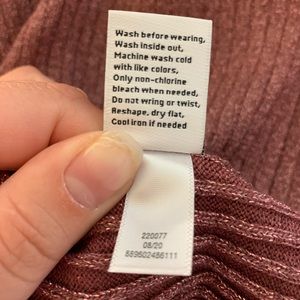 Wash before wearing,
Wash inside out,
Machine wash cold
with like colors,
Only non-chlorine
bleach when needed,
Do not wring or twist,
Reshape, dry flat,
Cool iron if needed
220077
08/20
889602486111